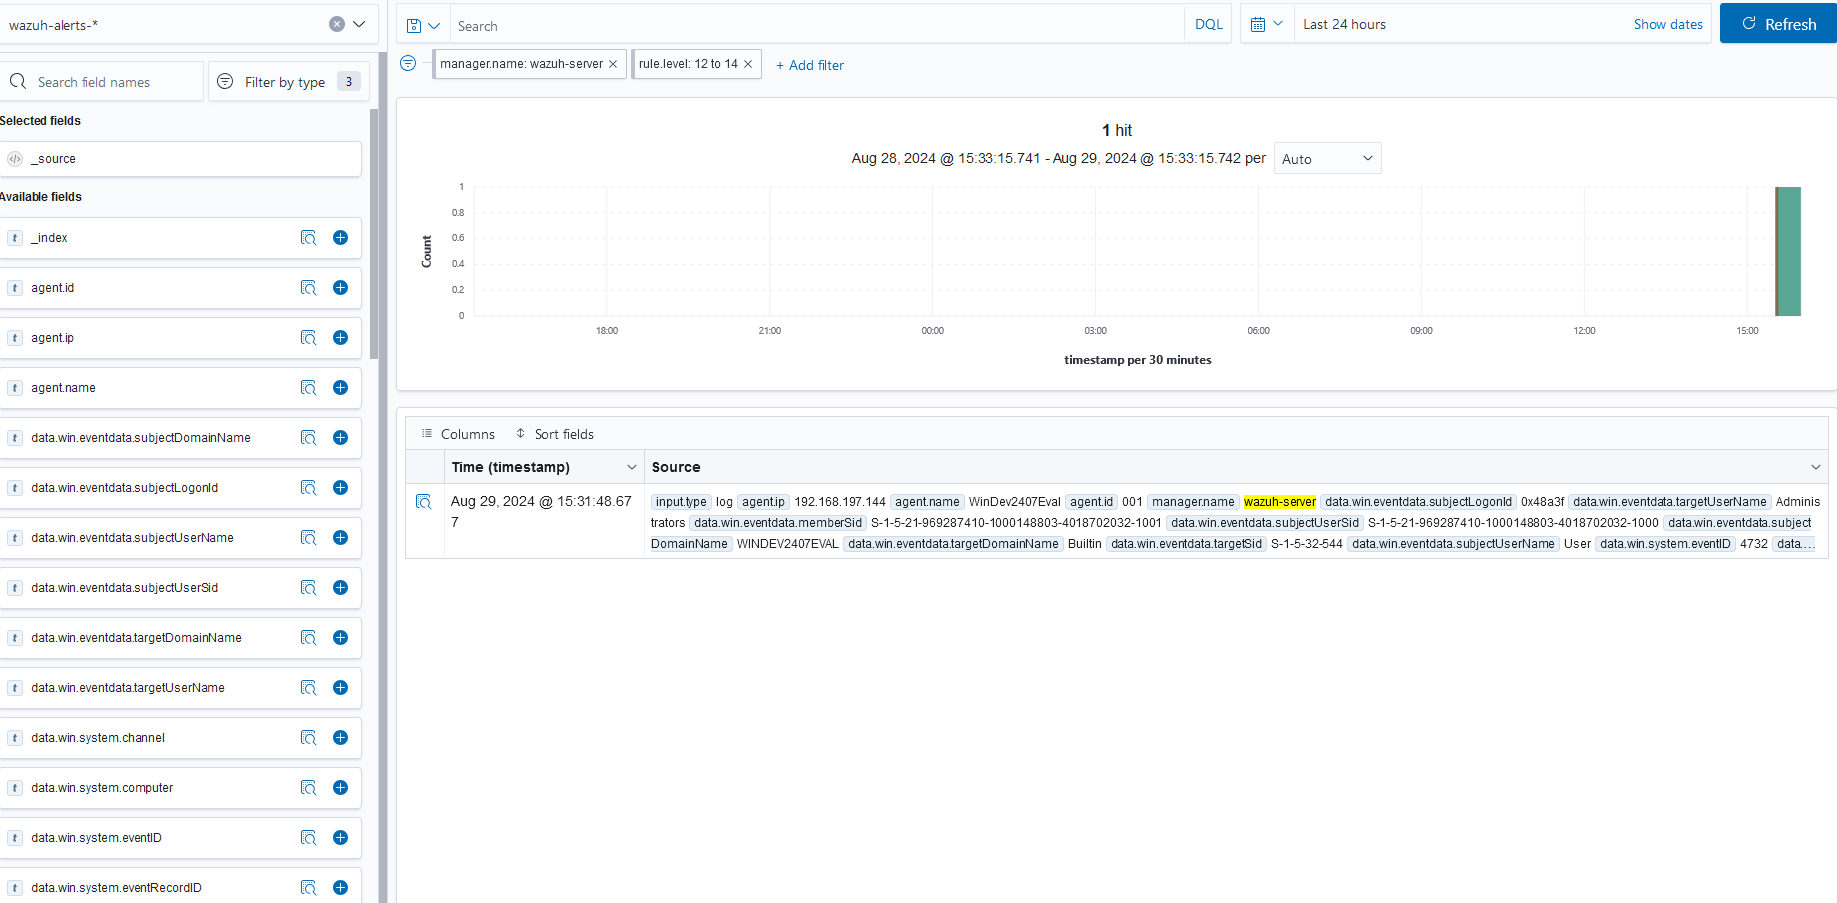 wazuh-alerts-*
Search
DQL
Last 24 hours
Show dates
Refresh
manager.name: wazuh-server
rule.level: 12 to 14
+ Add filter
Search field names
Filter by type 3
Selected fields
_source
Available fields
t _index
t agent.id
t agent.ip
t agent.name
t data.win.eventdata.subjectDomainName
t data.win.eventdata.subjectLogonId
t data.win.eventdata.subjectUserName
t data.win.eventdata.subjectUserSid
t data.win.eventdata.targetDomainName
t data.win.eventdata.targetUserName
t data.win.system.channel
t data.win.system.computer
t data.win.system.eventID
t data.win.system.eventRecordID
1 hit
Aug 28, 2024 @ 15:33:15.741 - Aug 29, 2024 @ 15:33:15.742 per Auto
Count
1
0.8
0.6
0.4
0.2
0
18:00 21:00 00:00 03:00 06:00 09:00 12:00 15:00
timestamp per 30 minutes
Columns Sort fields
Time (timestamp) Source
Aug 29, 2024 @ 15:31:48.67
7
input.type log agent.ip 192.168.197.144 agent.name WinDev2407Eval agent.id 001 manager.name wazuh-server data.win.eventdata.subjectLogonId 0x48a3f data.win.eventdata.targetUserName Adminis
trators data.win.eventdata.memberSid S-1-5-21-969287410-1000148803-4018702032-1001 data.win.eventdata.subjectUserSid S-1-5-21-969287410-1000148803-4018702032-1000 data.win.eventdata.subject
DomainName WINDEV2407EVAL data.win.eventdata.targetDomainName Builtin data.win.eventdata.targetSid S-1-5-32-544 data.win.eventdata.subjectUserName User data.win.system.eventID 4732 data.…